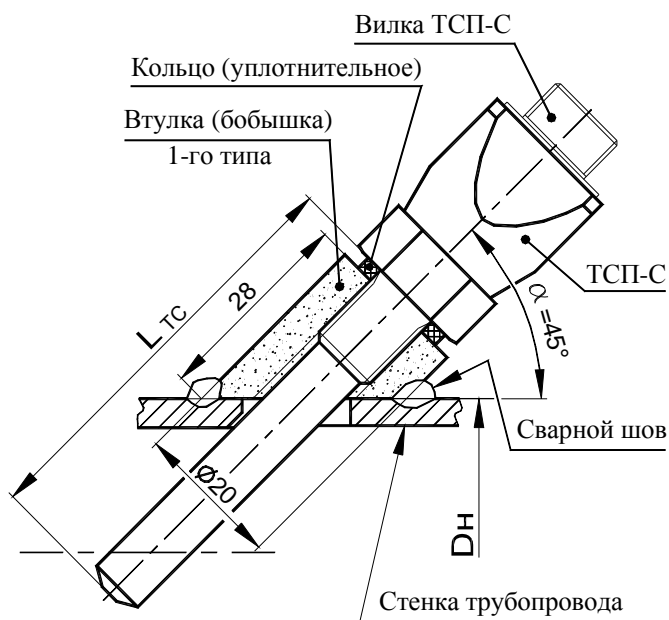 Вилка ТСП-С
Кольцо (уплотнительное)
Втулка (бобышка)
1-го типа
ТСП-С
L ТС
28
α =45°
Сварной шов
Ø20
Dн
Стенка трубопровода